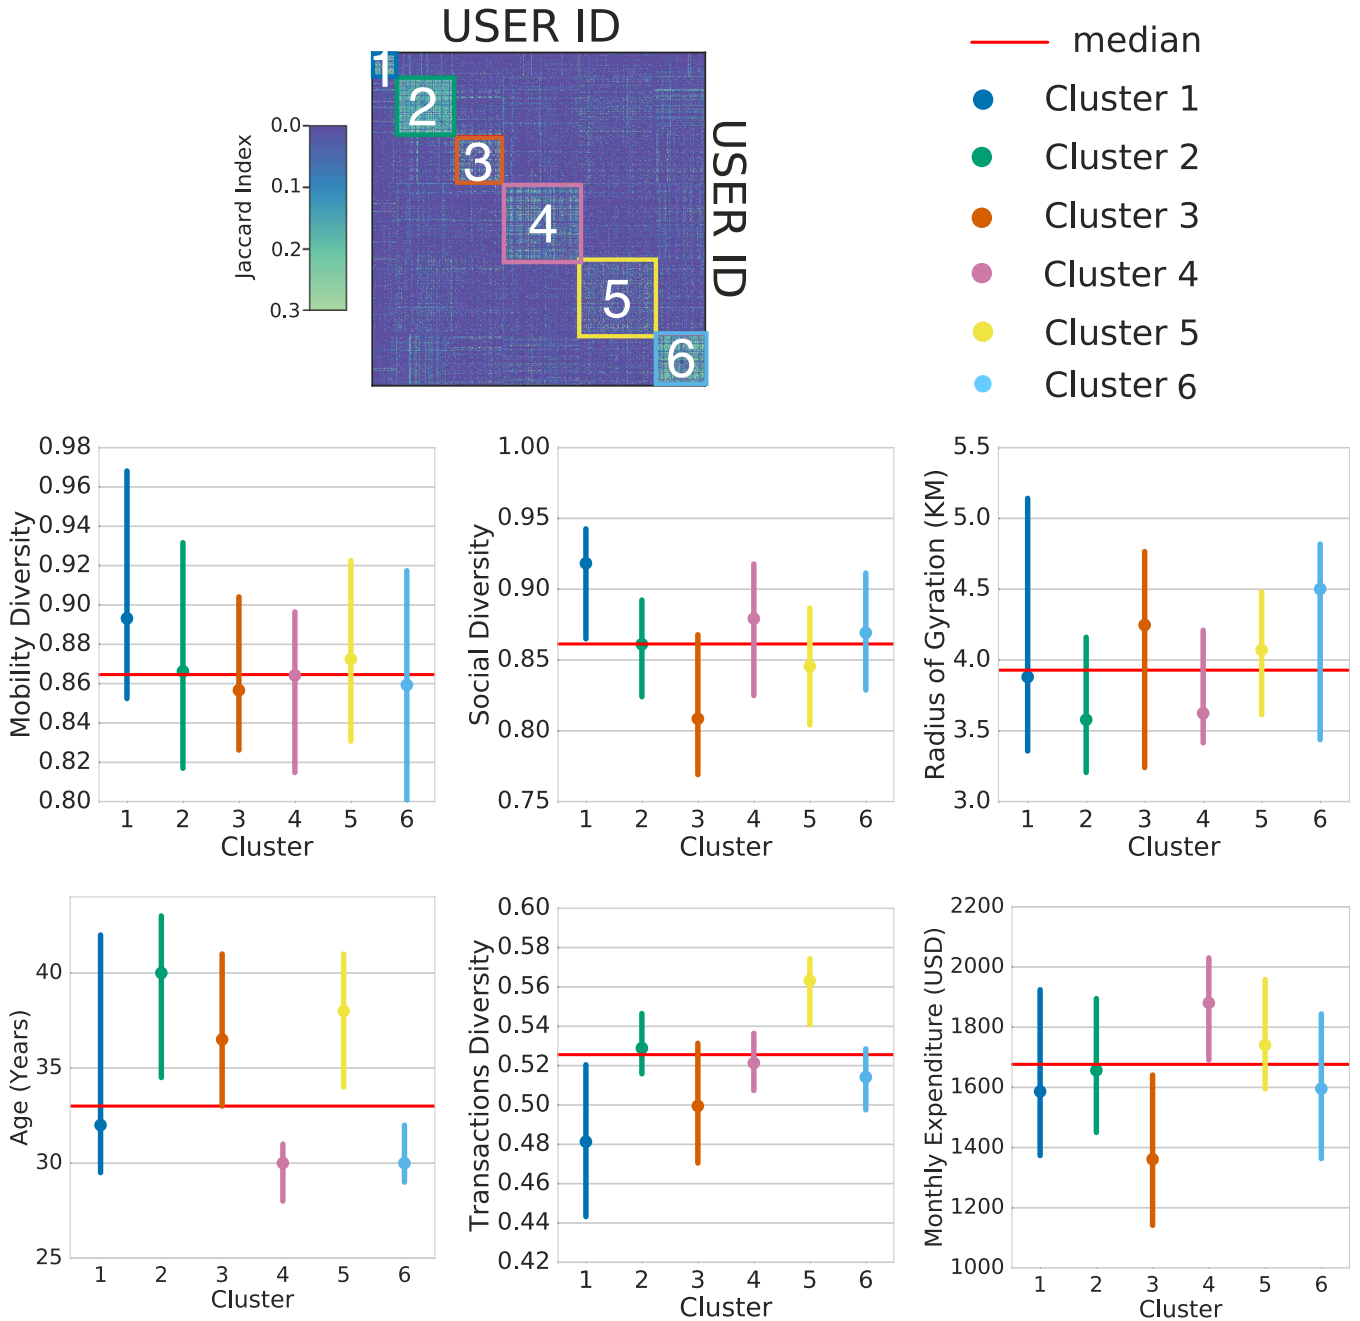 USER ID
1
2
3
4
5
6
USER ID
Jaccard Index
0.0
0.1
0.2
0.3
median
Cluster 1
Cluster 2
Cluster 3
Cluster 4
Cluster 5
Cluster 6
Mobility Diversity
0.98
0.96
0.94
0.92
0.90
0.88
0.86
0.84
0.82
0.80
1 2 3 4 5 6
Cluster
Social Diversity
1.00
0.95
0.90
0.85
0.80
0.75
1 2 3 4 5 6
Cluster
Radius of Gyration (KM)
5.5
5.0
4.5
4.0
3.5
3.0
1 2 3 4 5 6
Cluster
Age (Years)
40
35
30
25
1 2 3 4 5 6
Cluster
Transactions Diversity
0.60
0.58
0.56
0.54
0.52
0.50
0.48
0.46
0.44
0.42
1 2 3 4 5 6
Cluster
Monthly Expenditure (USD)
2200
2000
1800
1600
1400
1200
1000
1 2 3 4 5 6
Cluster